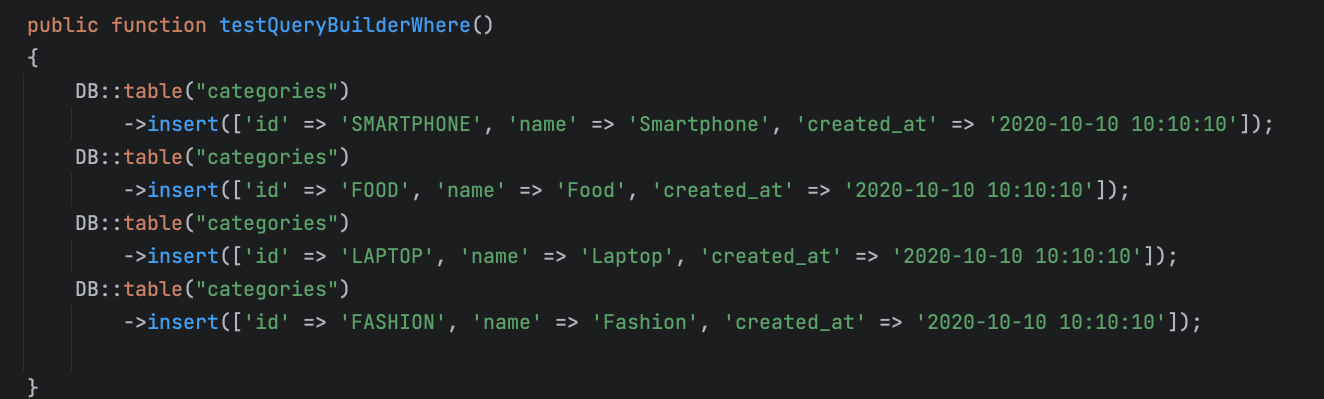 public function testQueryBuilderWhere()
{
    DB::table("categories")
        ->insert(['id' => 'SMARTPHONE', 'name' => 'Smartphone', 'created_at' => '2020-10-10 10:10:10']);
    DB::table("categories")
        ->insert(['id' => 'FOOD', 'name' => 'Food', 'created_at' => '2020-10-10 10:10:10']);
    DB::table("categories")
        ->insert(['id' => 'LAPTOP', 'name' => 'Laptop', 'created_at' => '2020-10-10 10:10:10']);
    DB::table("categories")
        ->insert(['id' => 'FASHION', 'name' => 'Fashion', 'created_at' => '2020-10-10 10:10:10']);
}